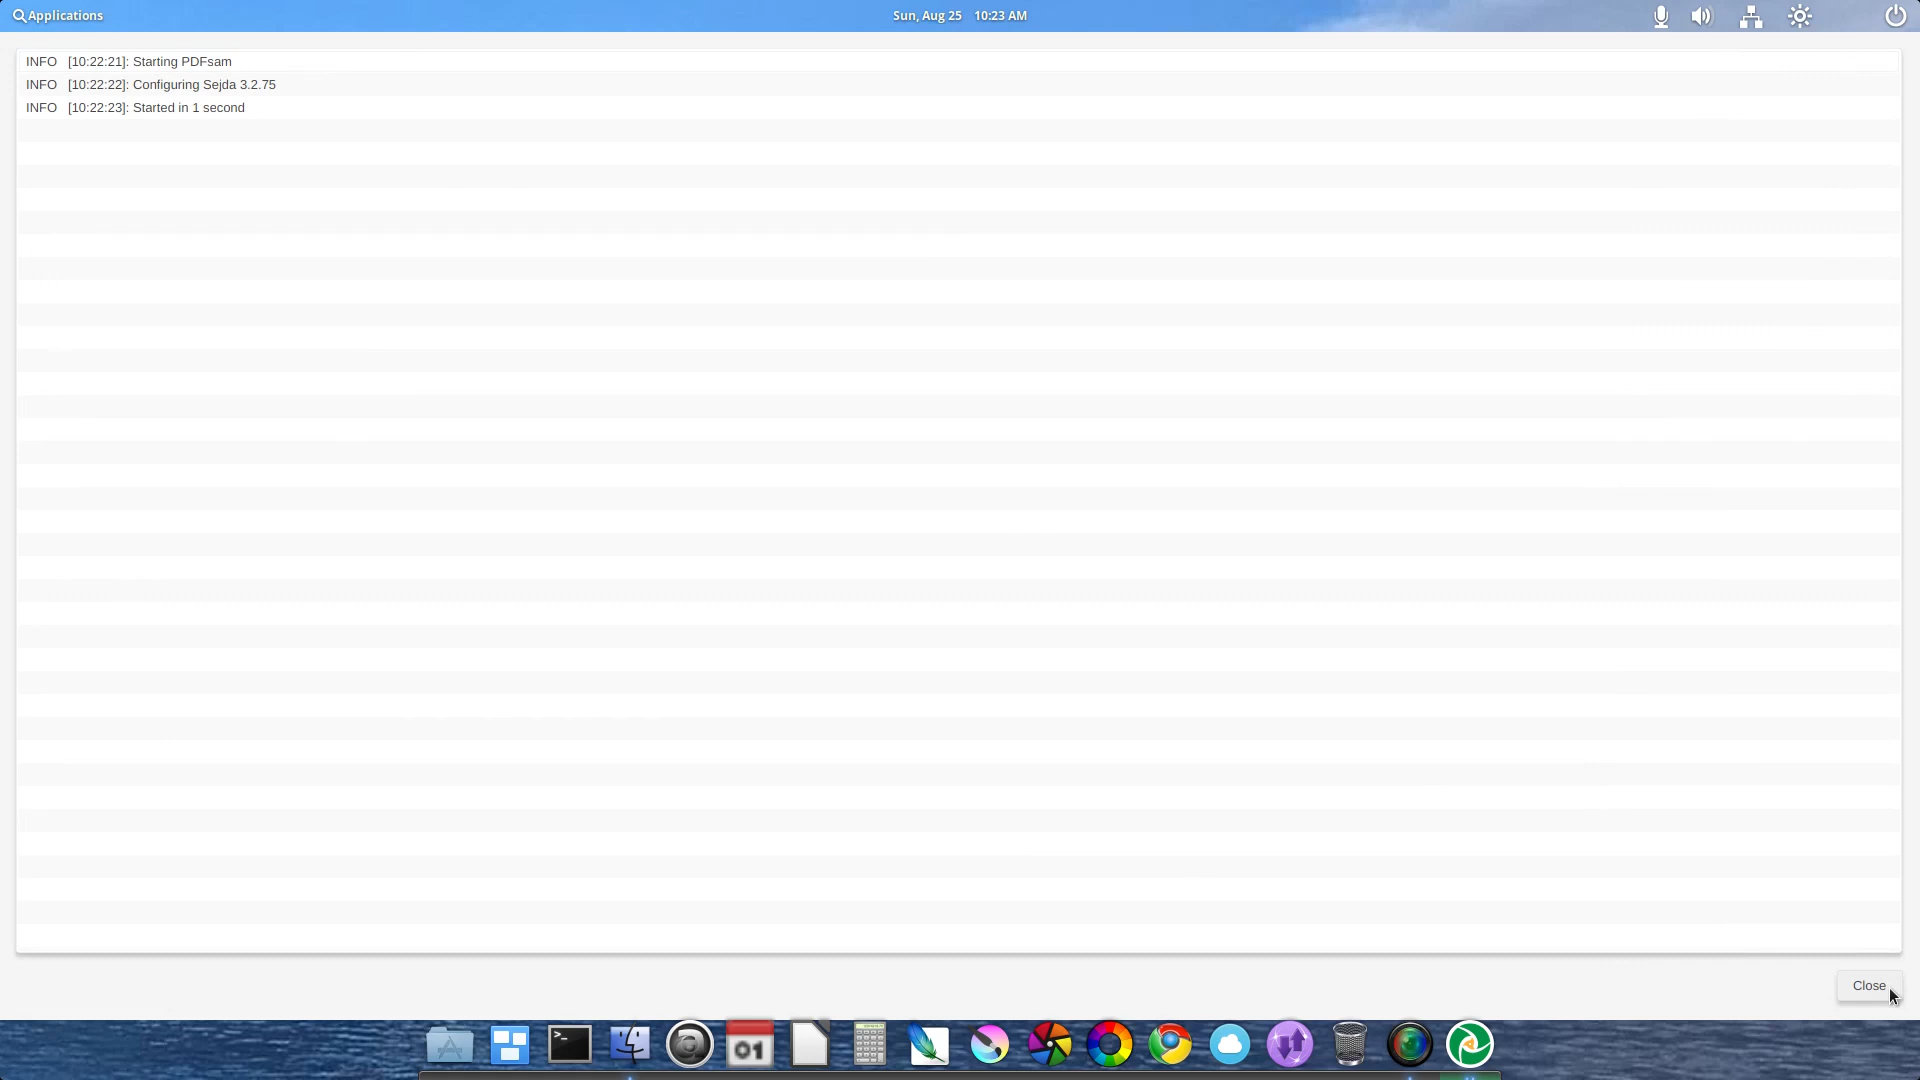 Applications
Sun, Aug 25 10:23 AM
INFO [10:22:21]: Starting PDFsam
INFO [10:22:22]: Configuring Sejda 3.2.75
INFO [10:22:23]: Started in 1 second
Close
>_
01